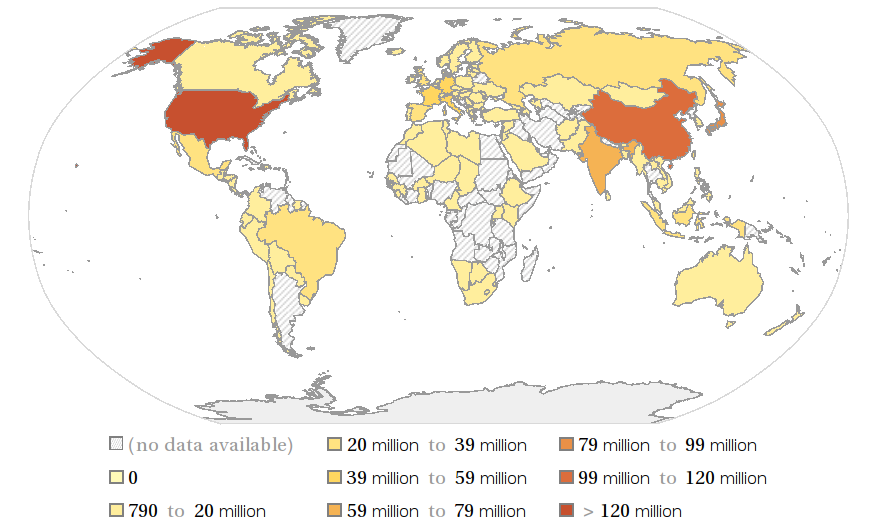 (no data available)
0
790 to 20 million
20 million to 39 million
39 million to 59 million
59 million to 79 million
79 million to 99 million
99 million to 120 million
> 120 million